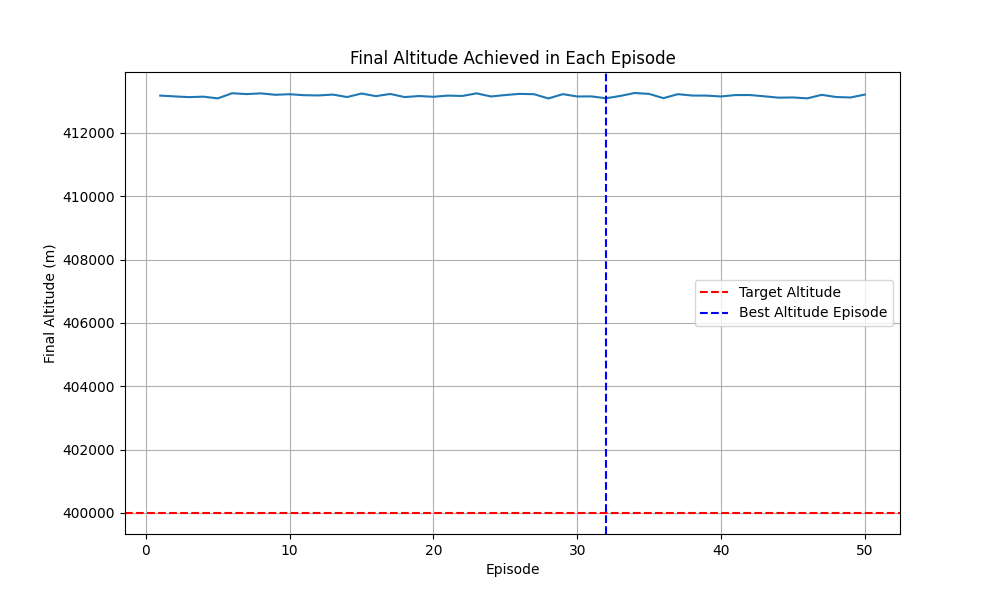 Final Altitude Achieved in Each Episode
412000
410000
408000
406000
404000
402000
400000
Final Altitude (m)
Target Altitude
Best Altitude Episode
0 10 20 30 40 50
Episode